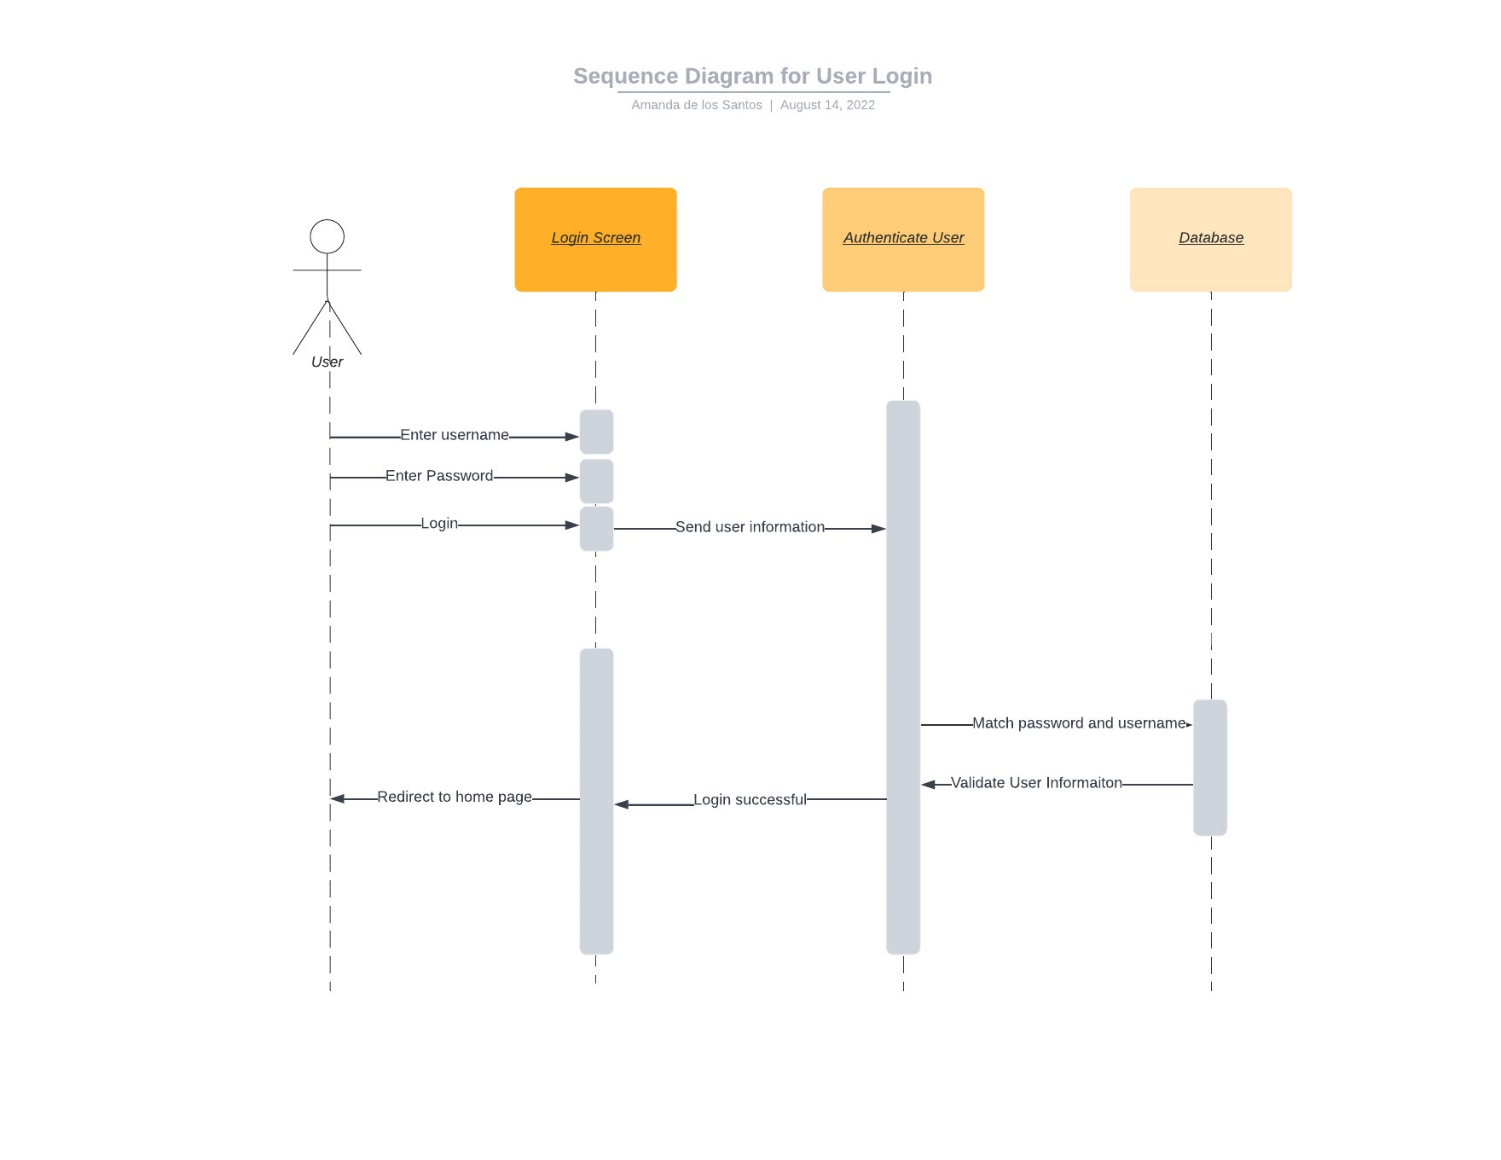 Sequence Diagram for User Login
Amanda de los Santos | August 14, 2022
Login Screen
Authenticate User
Database
User
Enter username
Enter Password
Login
Send user information
Match password and username
Validate User Informaiton
Redirect to home page
Login successful